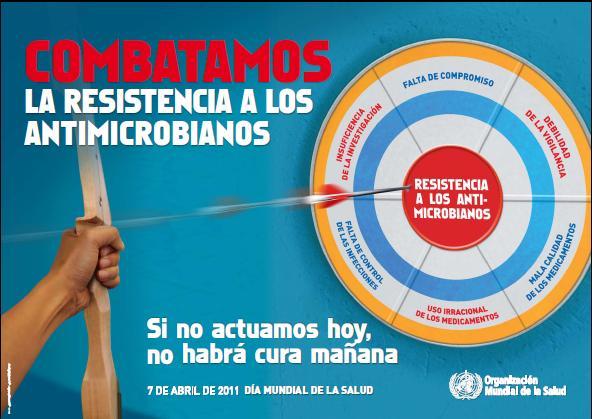 COMBATAMOS
LA RESISTENCIA A LOS
ANTIMICROBIANOS
FALTA DE COMPROMISO
INSUFICIENCIA
DE LA INVESTIGACIÓN
DEBILIDAD
DE LA VIGILANCIA
RESISTENCIA
A LOS ANTI-
MICROBIANOS
FALTA DE CONTROL
DE LAS INFECCIONES
MALA CALIDAD
DE LOS MEDICAMENTOS
USO IRRACIONAL
DE LOS MEDICAMENTOS
Si no actuamos hoy,
no habrá cura mañana
7 DE ABRIL DE 2011 DÍA MUNDIAL DE LA SALUD
Organización
Mundial de la Salud